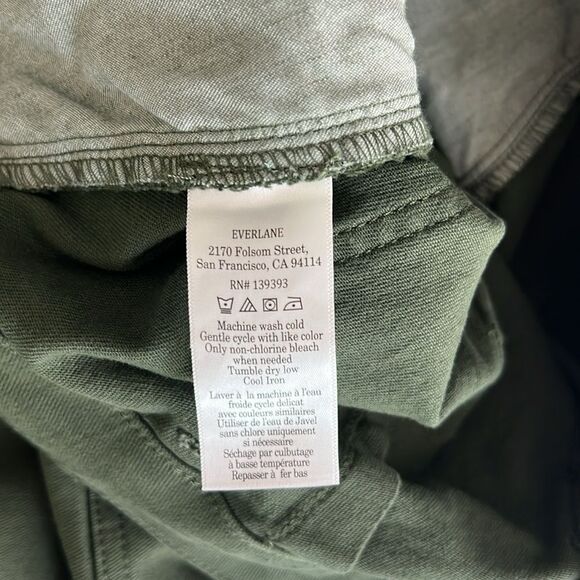 EVERLANE
2170 Folsom Street,
San Francisco, CA 94114
RN# 139393
Machine wash cold
Gentle cycle with like color
Only non-chlorine bleach
when needed
Tumble dry low
Cool Iron
Laver à la machine à l'eau
froide cycle delicat
avec couleurs similaires
Utiliser de l'eau de Javel
sans chlore uniquement
si nécessaire
Séchage par culbutage
à basse température
Repasser à fer bas